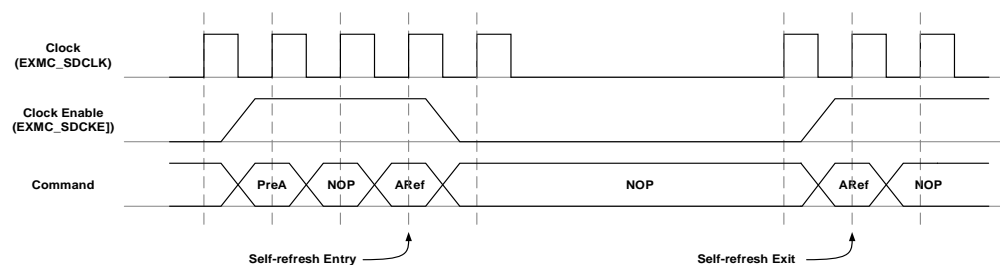 Clock
(EXMC_SDCLK)
Clock Enable
(EXMC_SDCKE])
Command
PreA
NOP
ARef
NOP
ARef
NOP
Self-refresh Entry
Self-refresh Exit